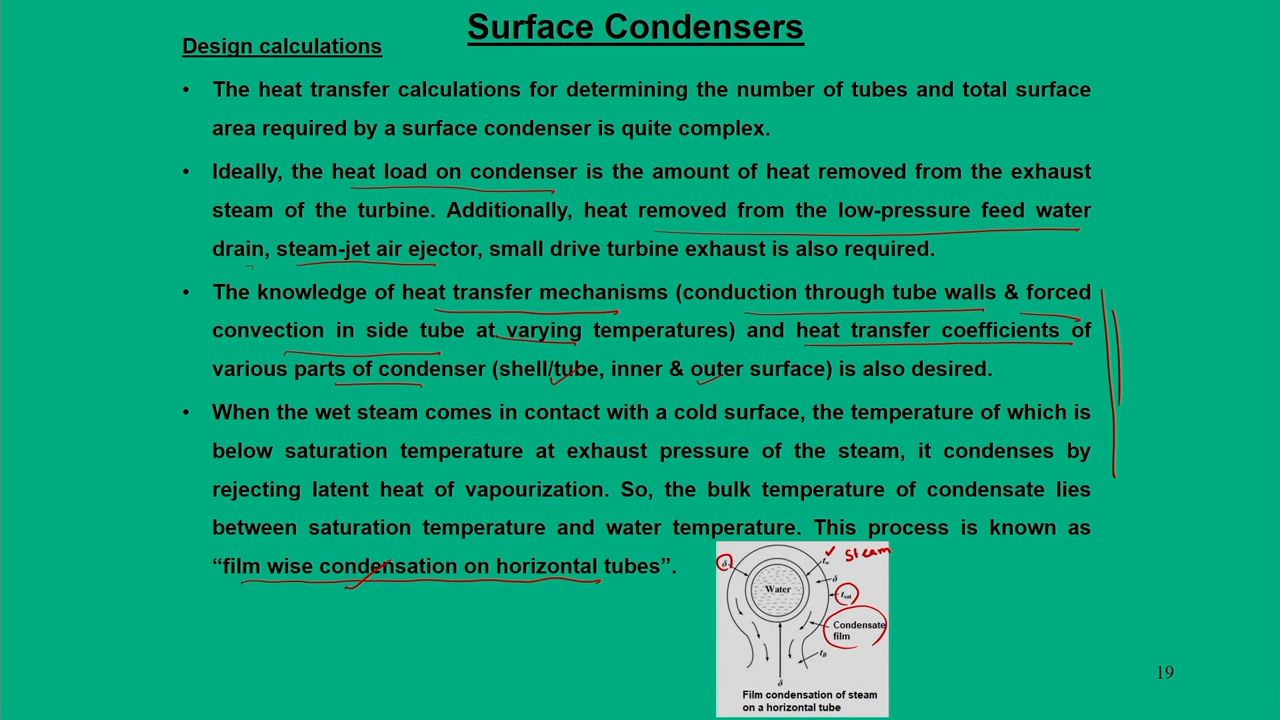 Surface Condensers
Design calculations
• The heat transfer calculations for determining the number of tubes and total surface
area required by a surface condenser is quite complex.
• Ideally, the heat load on condenser is the amount of heat removed from the exhaust
steam of the turbine. Additionally, heat removed from the low-pressure feed water
drain, steam-jet air ejector, small drive turbine exhaust is also required.
• The knowledge of heat transfer mechanisms (conduction through tube walls & forced
convection in side tube at varying temperatures) and heat transfer coefficients of
various parts of condenser (shell/tube, inner & outer surface) is also desired.
• When the wet steam comes in contact with a cold surface, the temperature of which is
below saturation temperature at exhaust pressure of the steam, it condenses by
rejecting latent heat of vapourization. So, the bulk temperature of condensate lies
between saturation temperature and water temperature. This process is known as
“film wise condensation on horizontal tubes”.
steam
δ
tw
δ
Water
tsat
Condensate
film
tB
δ
Film condensation of steam
on a horizontal tube
19